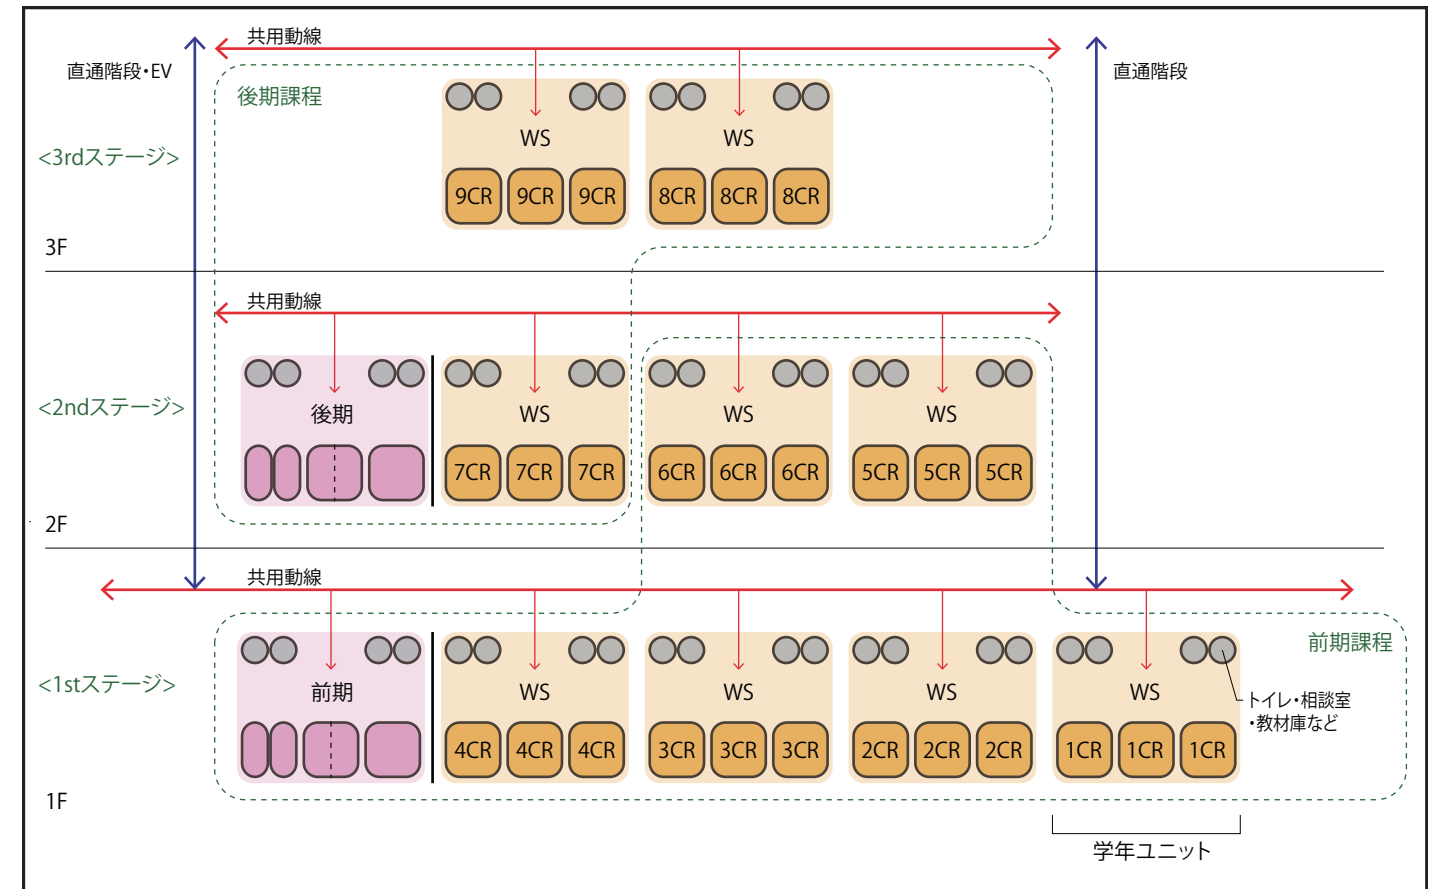 共用動線
直通階段・EV
直通階段
後期課程
<3rdステージ>
WS
WS
9CR 9CR 9CR 8CR 8CR 8CR
3F
共用動線
<2ndステージ>
後期
WS
WS
WS
7CR 7CR 7CR 6CR 6CR 6CR 5CR 5CR 5CR
2F
共用動線
前期課程
<1stステージ>
前期
WS
WS
WS
WS
トイレ・相談室
・教材庫など
4CR 4CR 4CR 3CR 3CR 3CR 2CR 2CR 2CR 1CR 1CR 1CR
1F
学年ユニット